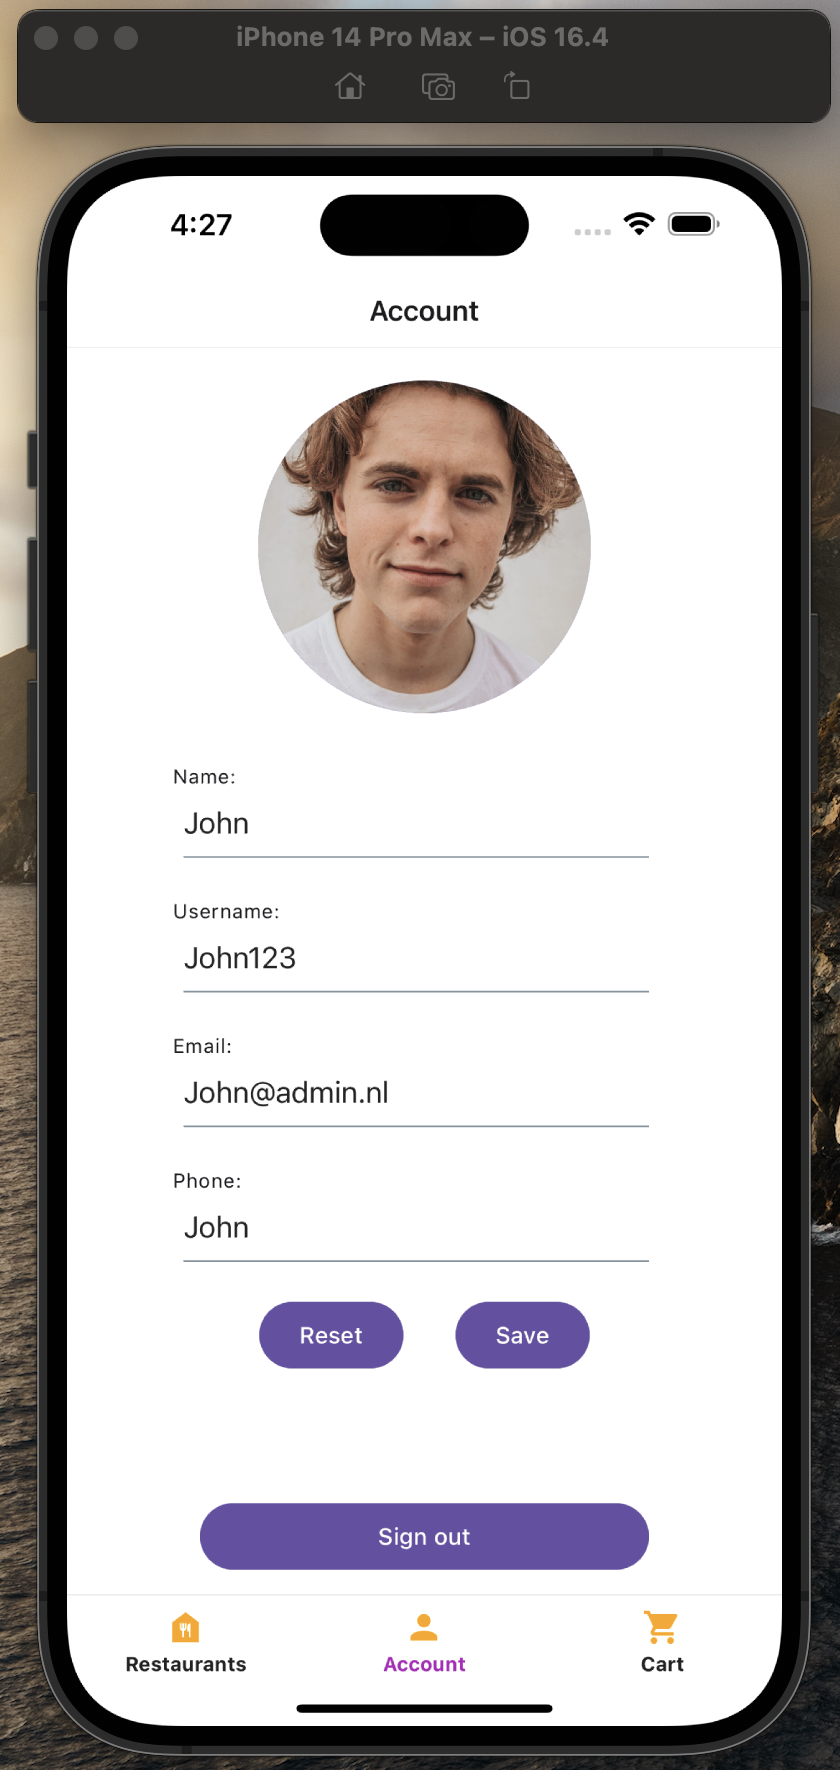 iPhone 14 Pro Max – iOS 16.4
4:27
Account
Name:
John
Username:
John123
Email:
John@admin.nl
Phone:
John
Reset Save
Sign out
Restaurants Account Cart